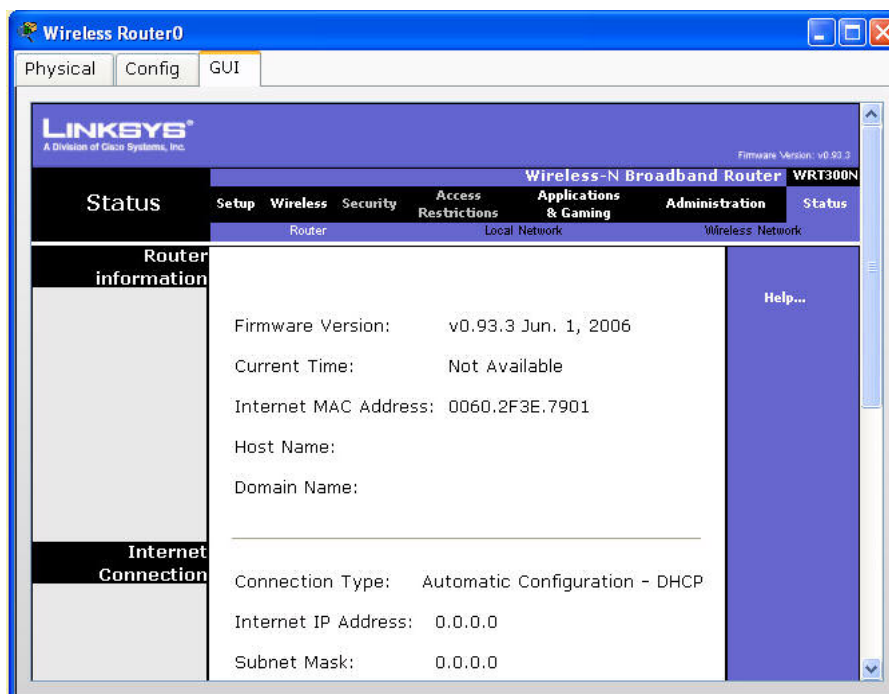 Wireless Router0
Physical Config GUI
LINKSYS®
A Division of Cisco Systems, Inc.
Firmware Version: v0.93.3
Wireless-N Broadband Router WRT300N
Status
Setup Wireless Security Access Restrictions Applications & Gaming Administration Status
Router Local Network Wireless Network
Router
information
Help...
Firmware Version: v0.93.3 Jun. 1, 2006
Current Time: Not Available
Internet MAC Address: 0060.2F3E.7901
Host Name:
Domain Name:
Internet
Connection
Connection Type: Automatic Configuration - DHCP
Internet IP Address: 0.0.0.0
Subnet Mask: 0.0.0.0